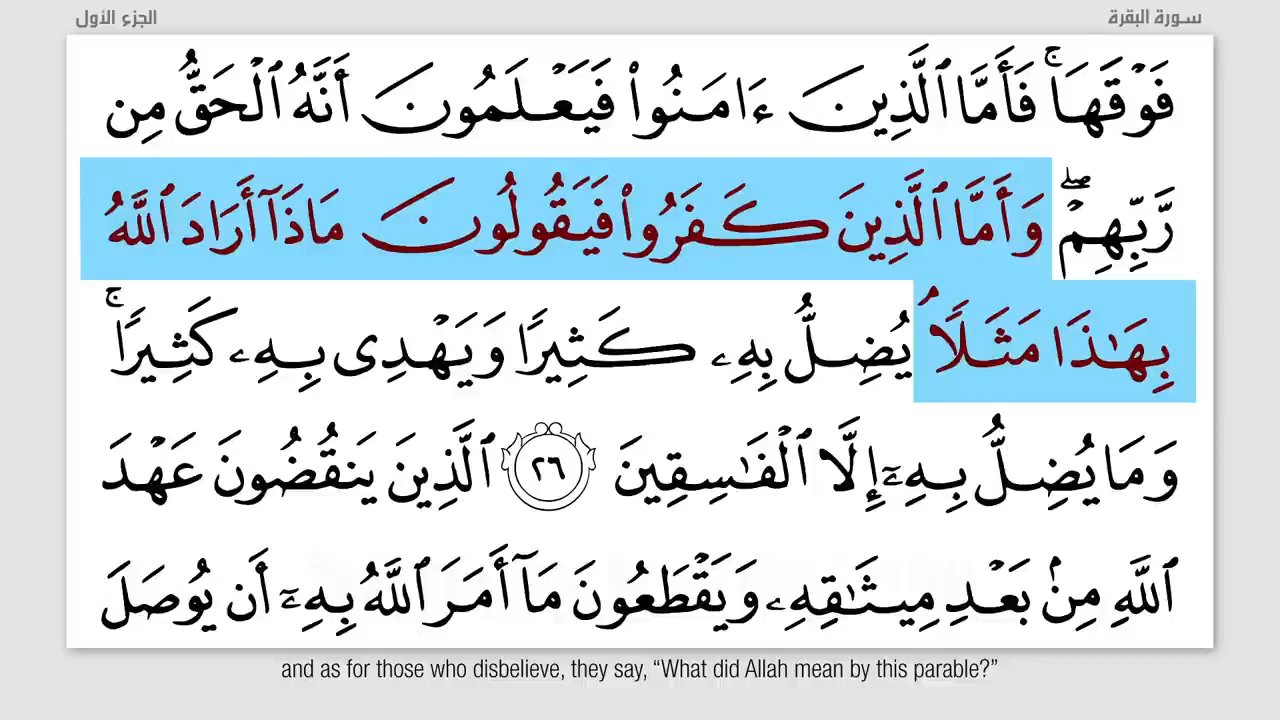 سورة البقرة
الجزء الأول
فَوْقَهَا ۚ فَأَمَّا ٱلَّذِينَ ءَامَنُوا۟ فَيَعْلَمُونَ أَنَّهُ ٱلْحَقُّ مِن
رَّبِّهِمْ ۖ وَأَمَّا ٱلَّذِينَ كَفَرُوا۟ فَيَقُولُونَ مَاذَآ أَرَادَ ٱللَّهُ
بِهَـٰذَا مَثَلًا ۘ يُضِلُّ بِهِۦ كَثِيرًا وَيَهْدِى بِهِۦ كَثِيرًا ۚ
وَمَا يُضِلُّ بِهِۦٓ إِلَّا ٱلْفَـٰسِقِينَ ٢٦ ٱلَّذِينَ يَنقُضُونَ عَهْدَ
ٱللَّهِ مِنۢ بَعْدِ مِيثَـٰقِهِۦ وَيَقْطَعُونَ مَآ أَمَرَ ٱللَّهُ بِهِۦٓ أَن يُوصَلَ
and as for those who disbelieve, they say, “What did Allah mean by this parable?”